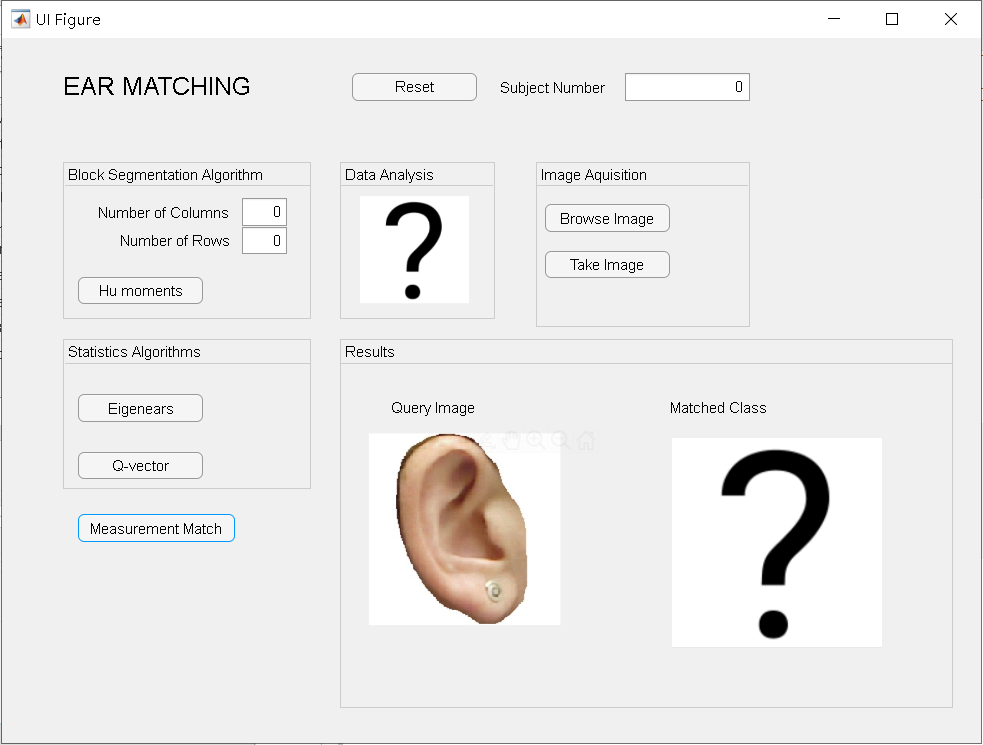 UI Figure
EAR MATCHING
Reset
Subject Number
0
Block Segmentation Algorithm
Number of Columns
0
Number of Rows
0
Hu moments
Data Analysis
?
Image Aquisition
Browse Image
Take Image
Statistics Algorithms
Eigenears
Q-vector
Measurement Match
Results
Query Image
Matched Class
?